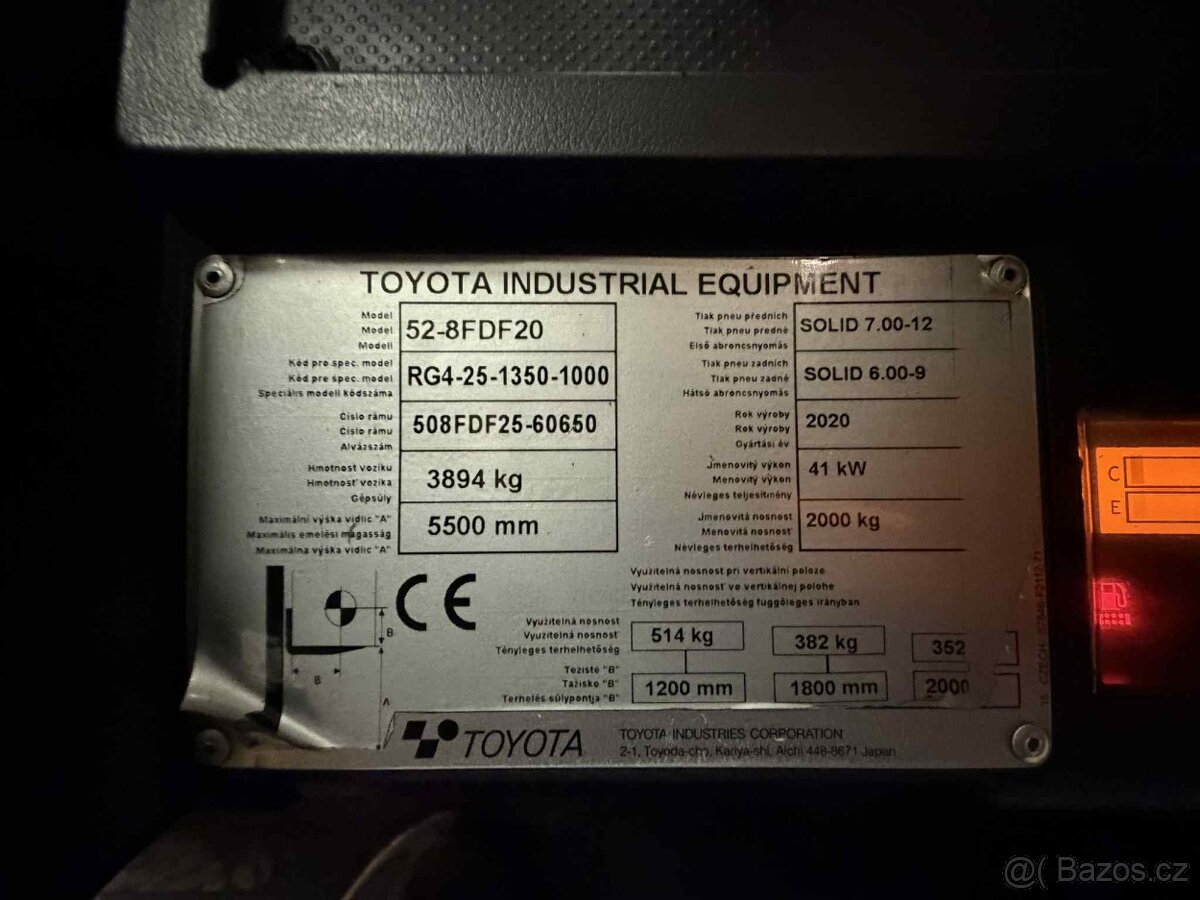 TOYOTA INDUSTRIAL EQUIPMENT
Model
Model
Modell
52-8FDF20
Kód pro spec. model
Kód pre špec. model
Speciális modell kódszáma
RG4-25-1350-1000
Číslo rámu
Číslo rámu
Alvázszám
508FDF25-60650
Hmotnost vozíku
Hmotnosť vozíka
Gépsúly
3894 kg
Maximální výška vidlic "A"
Maximális emelési magasság
Maximálna výška vidlíc "A"
5500 mm
Tlak pneu předních
Tlak pneu predné
Első abroncsnyomás
SOLID 7.00-12
Tlak pneu zadních
Tlak pneu zadné
Hátsó abroncsnyomás
SOLID 6.00-9
Rok výroby
Rok výroby
Gyártási év
2020
Jmenovitý výkon
Menovitý výkon
Névleges teljesítmény
41 kW
Jmenovitá nosnost
Menovitá nosnosť
Névleges terhelhetőség
2000 kg
B
B
A
CE
Využitelná nosnost při vertikální poloze
Využitelná nosnosť vo vertikálnej polohe
Tényleges terhelhetőség függőleges irányban
Využitelná nosnost
Využitelná nosnosť
Tényleges terhelhetőség
514 kg
382 kg
352
Těžiště "B"
Ťažisko "B"
Terhelés súlypontja "B"
1200 mm
1800 mm
2000
TOYOTA
TOYOTA INDUSTRIES CORPORATION
2-1, Toyoda-cho, Kariya-shi, Aichi 448-8671 Japan
C
E
@( Bazos.cz